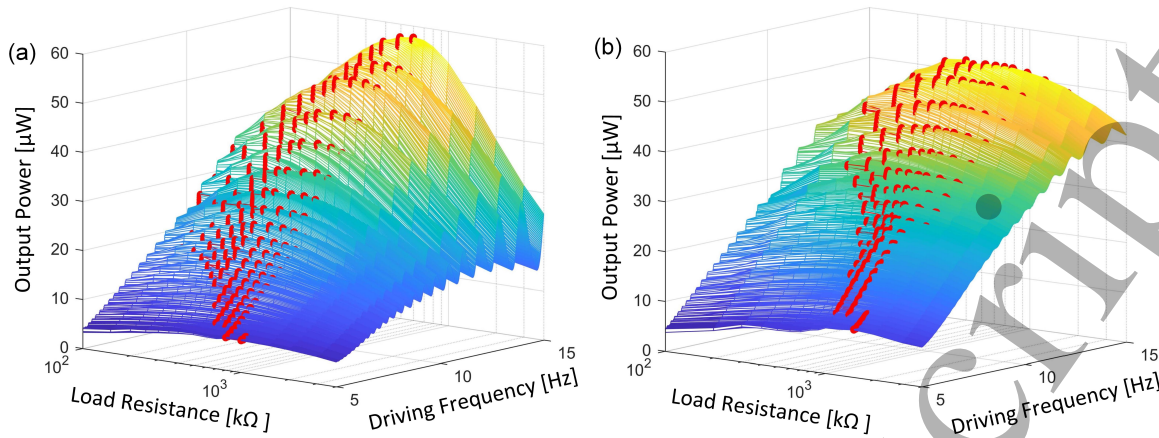 (a)
Output Power [µW]
60
50
40
30
20
10
0
10²
10³
5
10
15
Load Resistance [kΩ ]
Driving Frequency [Hz]
(b)
Output Power [µW]
60
50
40
30
20
10
0
10²
10³
5
10
15
Load Resistance [kΩ ]
Driving Frequency [Hz]
cript